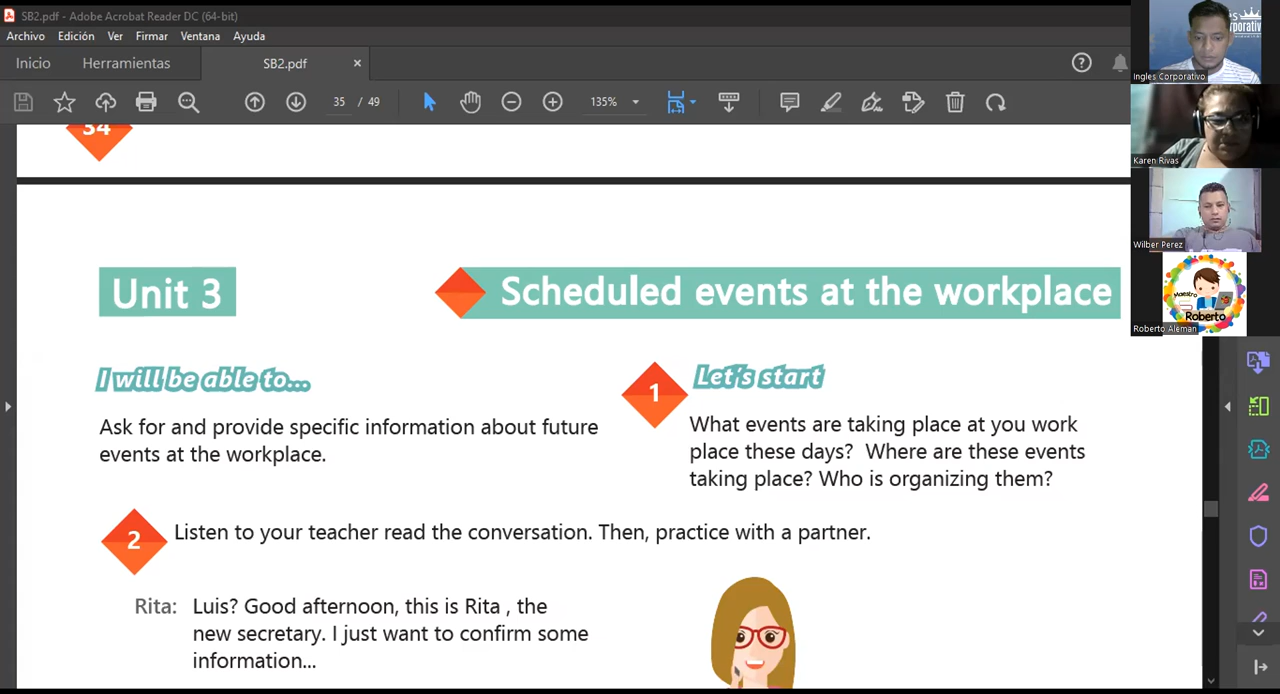 SB2.pdf - Adobe Acrobat Reader DC (64-bit)
Archivo Edición Ver Firmar Ventana Ayuda
Inicio Herramientas SB2.pdf ×
35 / 49 135%
34
Unit 3
Scheduled events at the workplace
I will be able to...
Ask for and provide specific information about future
events at the workplace.
1
Let's start
What events are taking place at you work
place these days? Where are these events
taking place? Who is organizing them?
2
Listen to your teacher read the conversation. Then, practice with a partner.
Rita: Luis? Good afternoon, this is Rita , the
new secretary. I just want to confirm some
information...
Ingles Corporativo
Karen Rivas
Wilber Perez
Maestro
Roberto
Roberto Aleman